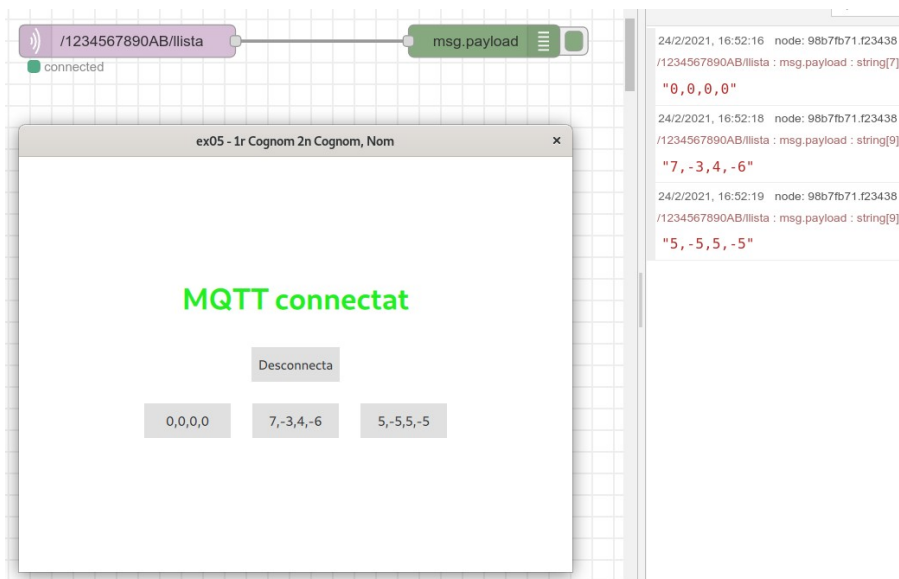 /1234567890AB/llista
msg.payload
connected
ex05 - 1r Cognom 2n Cognom, Nom
×
MQTT connectat
Desconnecta
0,0,0,0
7,-3,4,-6
5,-5,5,-5
24/2/2021, 16:52:16 node: 98b7fb71.f23438
/1234567890AB/llista : msg.payload : string[7]
"0,0,0,0"
24/2/2021, 16:52:18 node: 98b7fb71.f23438
/1234567890AB/llista : msg.payload : string[9]
"7,-3,4,-6"
24/2/2021, 16:52:19 node: 98b7fb71.f23438
/1234567890AB/llista : msg.payload : string[9]
"5,-5,5,-5"